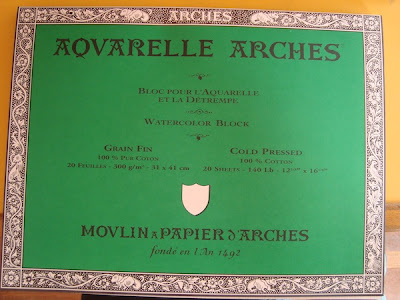 ARCHES
AQVARELLE ARCHES
BLOC POUR L'AQUARELLE
ET LA DÉTREMPE
WATERCOLOR BLOCK
GRAIN FIN
100 % PUR COTON
20 FEUILLES - 300 g/m² - 31 x 41 cm
COLD PRESSED
100 % COTTON
20 SHEETS - 140 Lb
MOVLIN A PAPIER D'ARCHES
fondé en l'An 1492
ARCHES